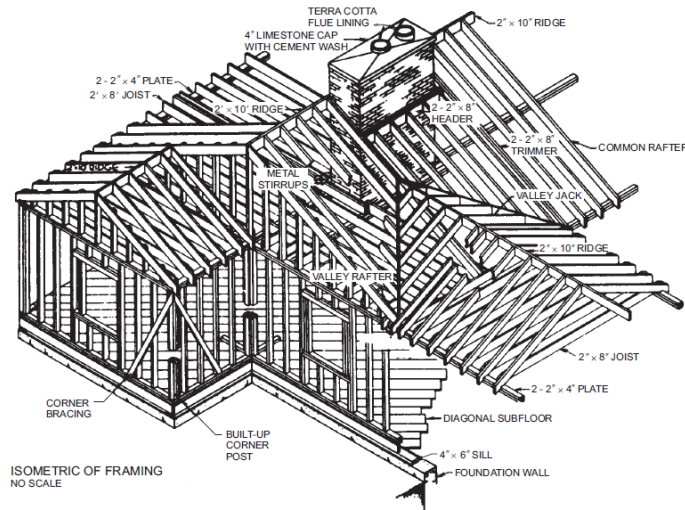 TERRA COTTA
FLUE LINING
4" LIMESTONE CAP
WITH CEMENT WASH
2" × 10" RIDGE
2 - 2" × 4" PLATE
2' × 8' JOIST
2' × 10' RIDGE
2 - 2" × 8"
HEADER
2 - 2" × 8"
TRIMMER
COMMON RAFTER
RIDGE
METAL
STIRRUPS
VALLEY JACK
2" × 10" RIDGE
VALLEY RAFTER
2" × 8" JOIST
2 - 2" × 4" PLATE
CORNER
BRACING
DIAGONAL SUBFLOOR
BUILT-UP
CORNER
POST
4" × 6" SILL
FOUNDATION WALL
ISOMETRIC OF FRAMING
NO SCALE